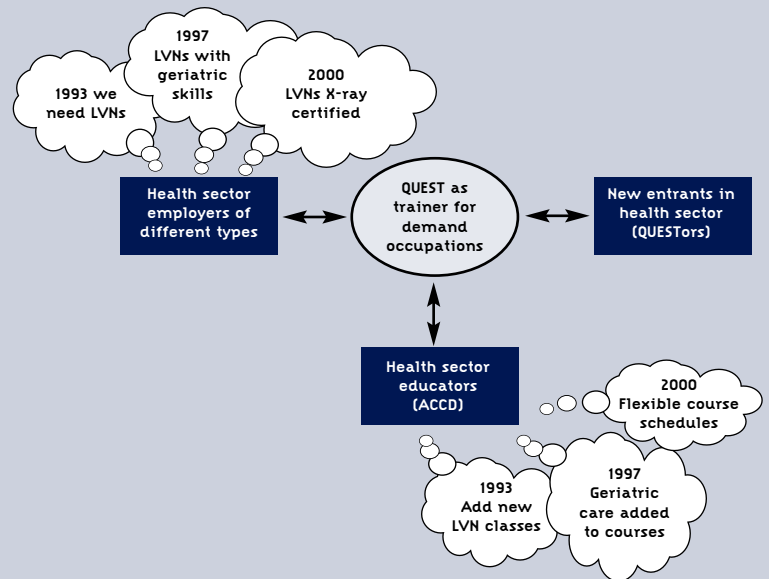 1993 we
need LVNs
1997
LVNs with
geriatric
skills
2000
LVNs X-ray
certified
Health sector
employers of
different types
QUEST as
trainer for
demand
occupations
New entrants in
health sector
(QUESTors)
Health sector
educators
(ACCD)
2000
Flexible course
schedules
1993
Add new
LVN classes
1997
Geriatric
care added
to courses